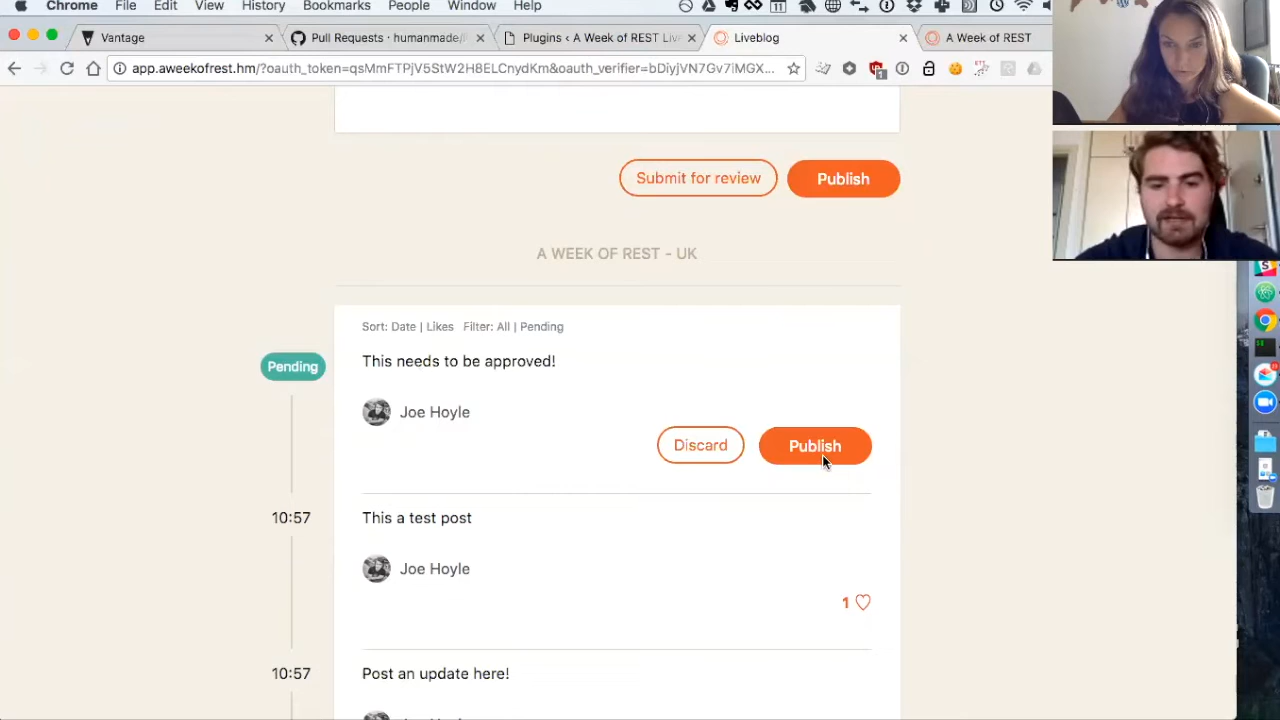 Chrome File Edit View History Bookmarks People Window Help
Vantage
Pull Requests · humanmade/
Plugins ‹ A Week of REST Live
Liveblog
A Week of REST
app.aweekofrest.hm/?oauth_token=qsMmFTPjV5StW2H8ELCnydKm&oauth_verifier=bDiyjVN7Gv7iMGX...
Submit for review
Publish
A WEEK OF REST - UK
Sort: Date | Likes Filter: All | Pending
Pending
This needs to be approved!
Joe Hoyle
Discard
Publish
10:57
This a test post
Joe Hoyle
1
10:57
Post an update here!